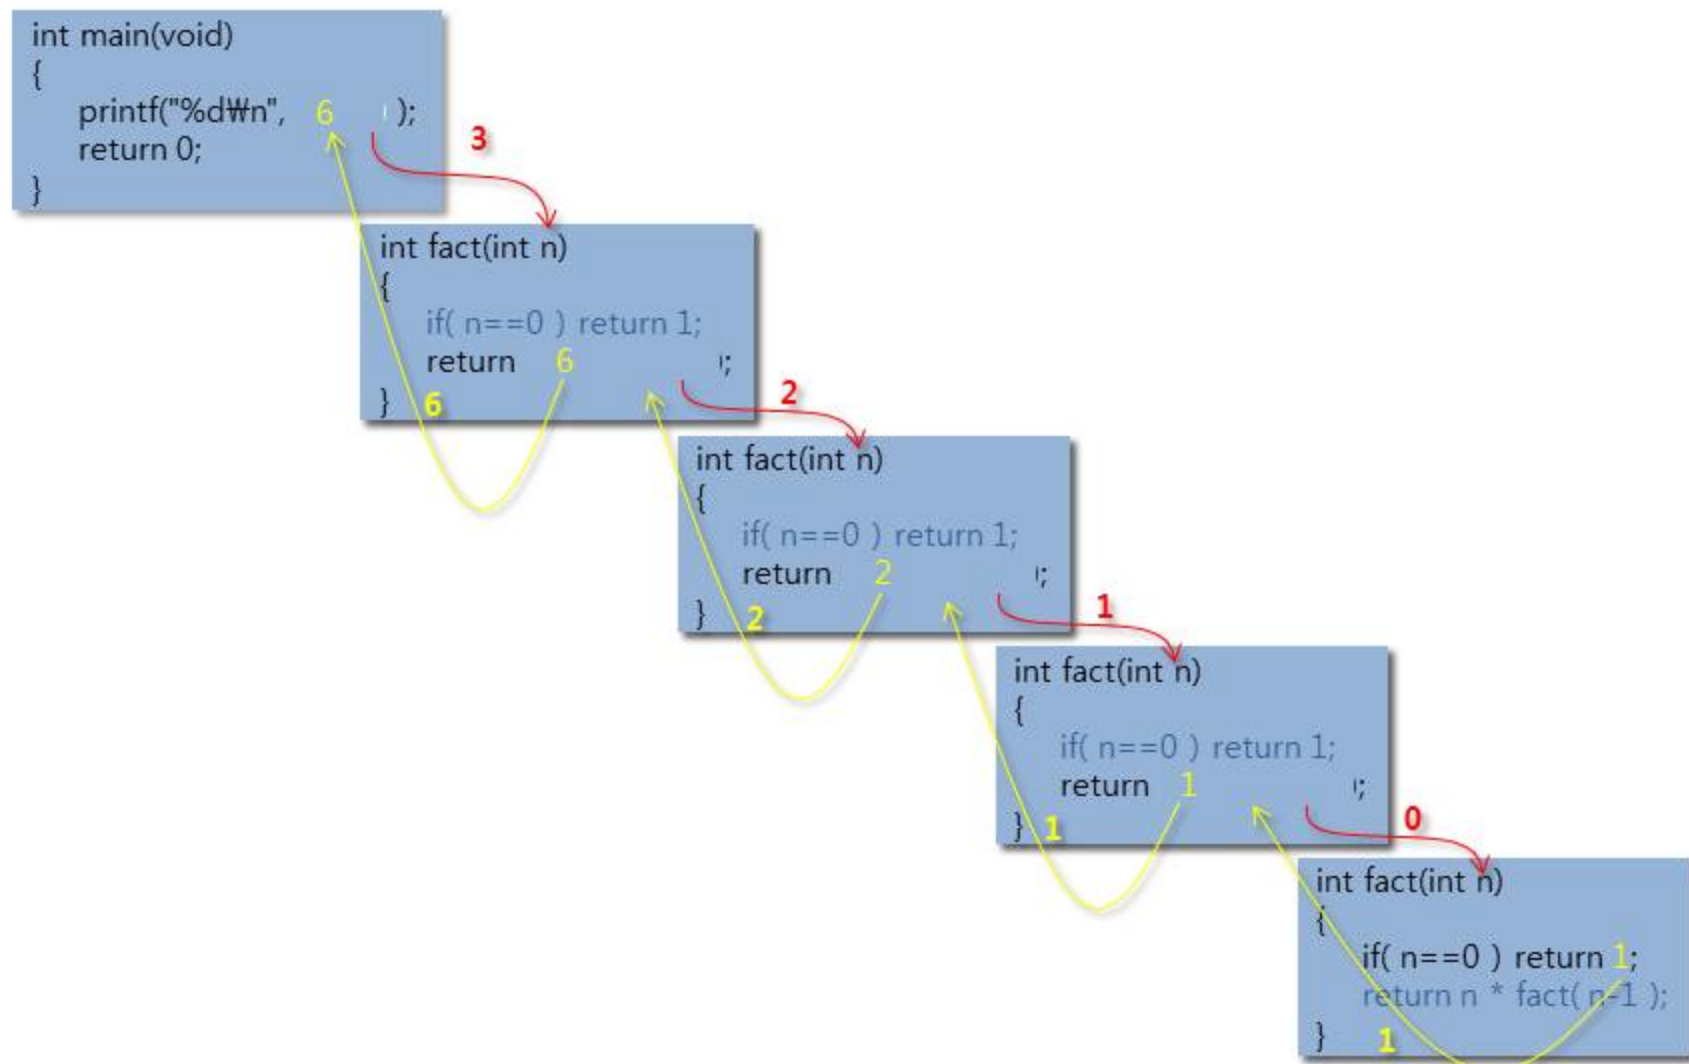 int main(void)
{
printf("%d₩n", 6 );
return 0;
}
3
int fact(int n)
{
if( n==0 ) return 1;
return 6 );
} 6
2
int fact(int n)
{
if( n==0 ) return 1;
return 2 );
} 2
1
int fact(int n)
{
if( n==0 ) return 1;
return 1 );
} 1
0
int fact(int n)
{
if( n==0 ) return 1;
return n * fact( n-1 );
} 1